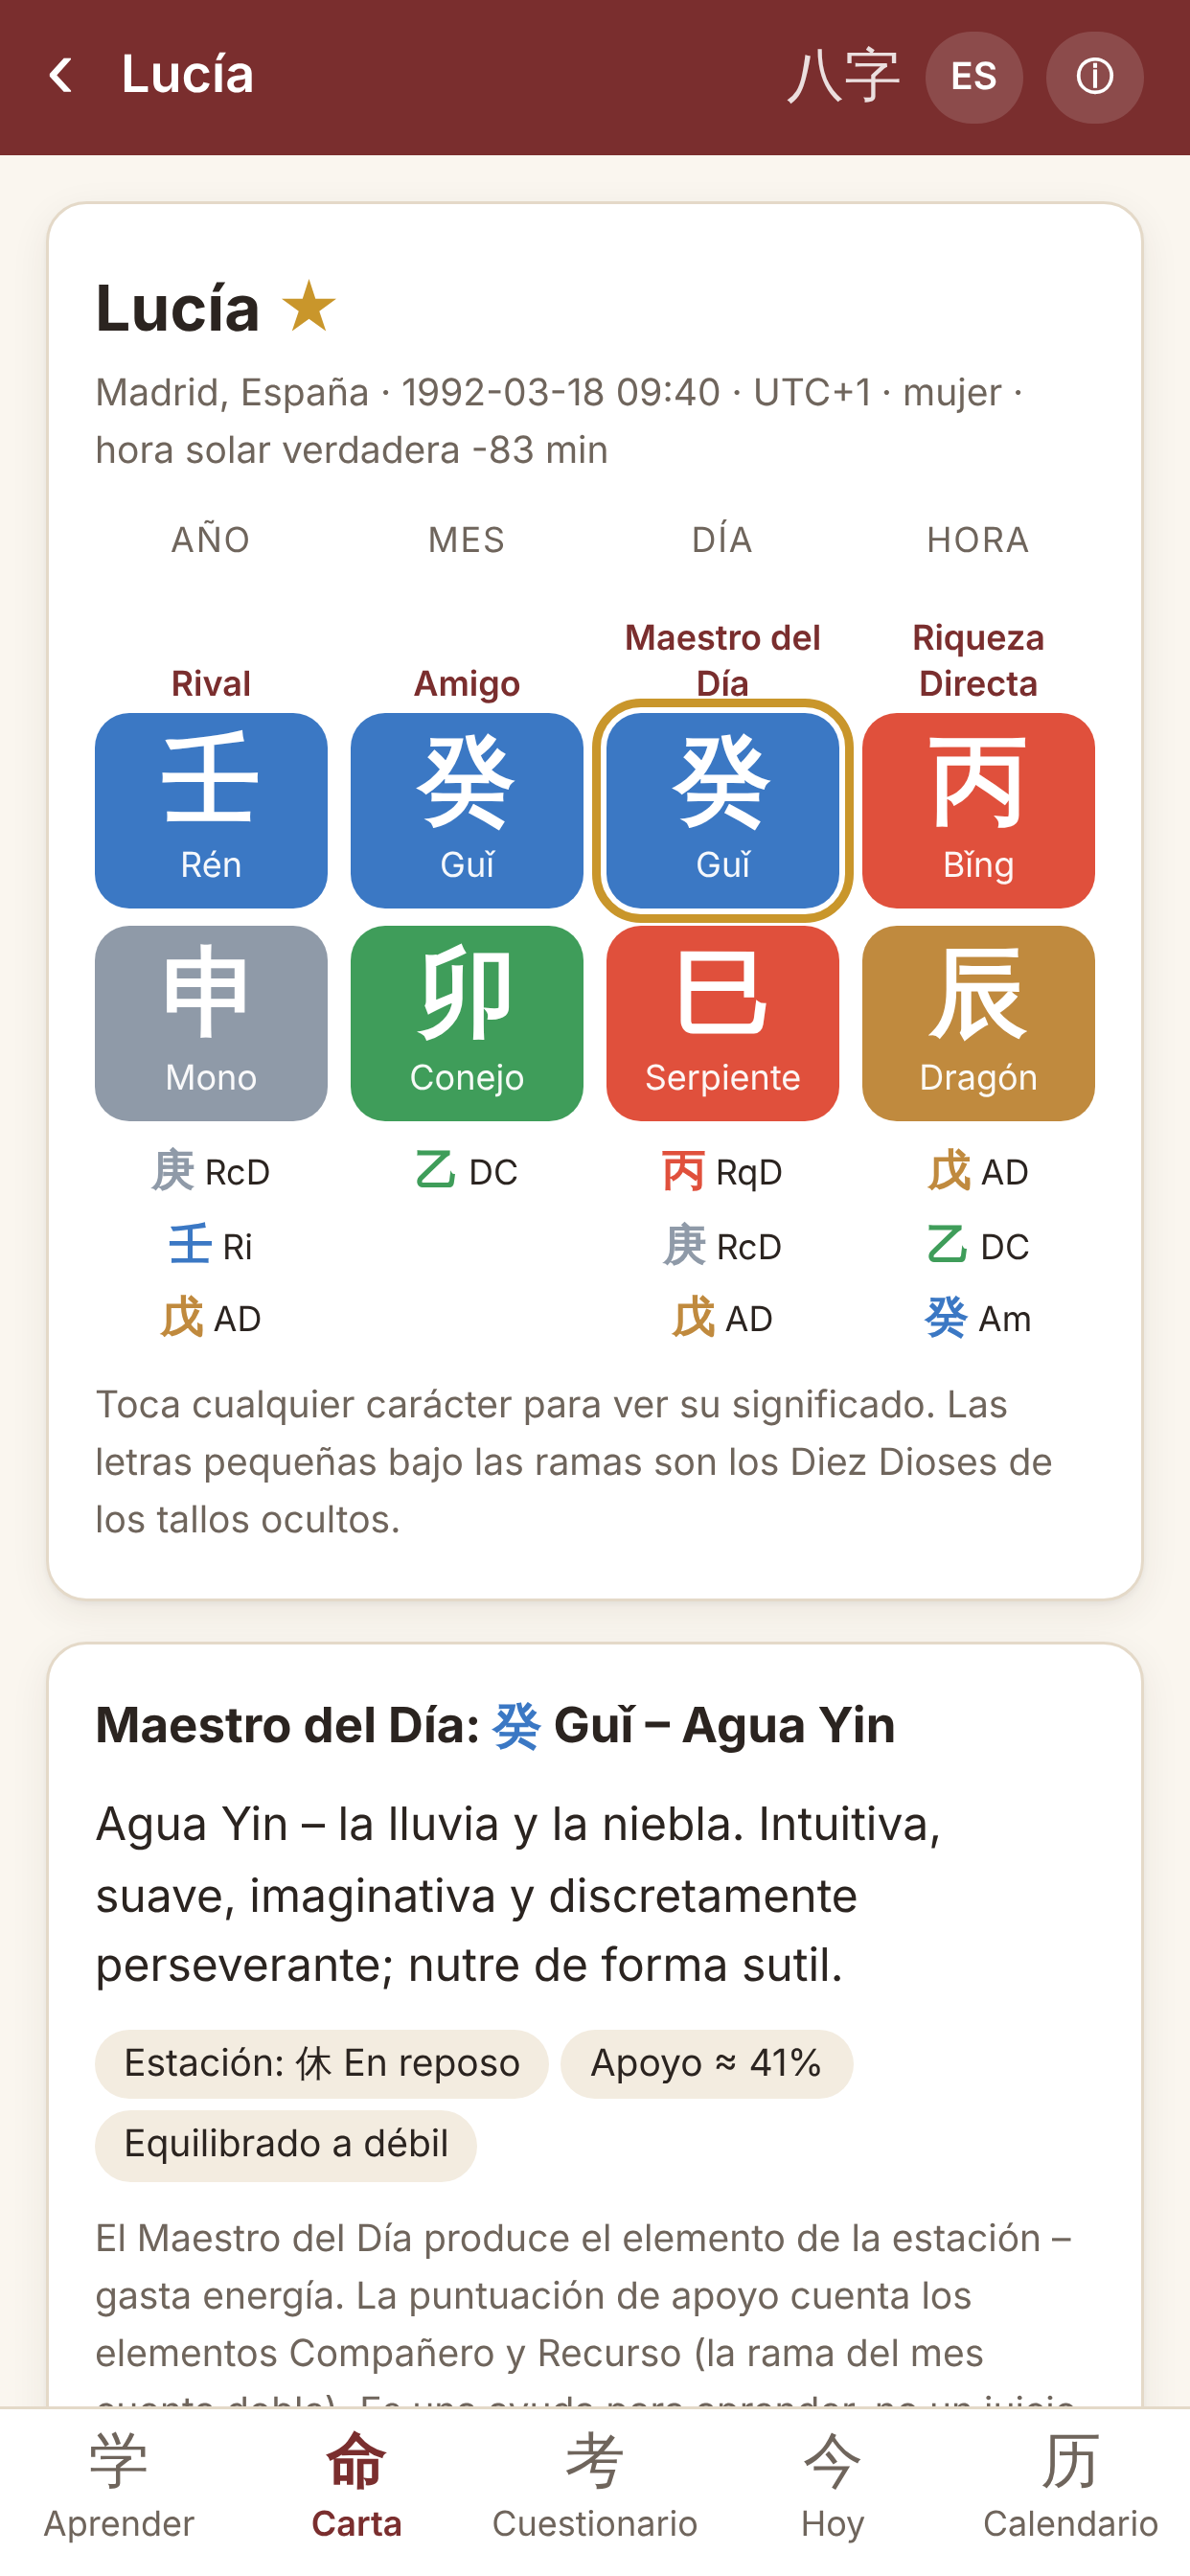 Lucía 八字 ES ⓘ
Lucía ★
Madrid, España · 1992-03-18 09:40 · UTC+1 · mujer ·
hora solar verdadera -83 min
AÑO MES DÍA HORA
Rival Amigo Maestro del Día Riqueza Directa
壬 癸 癸 丙
Rén Guǐ Guǐ Bǐng
申 卯 巳 辰
Mono Conejo Serpiente Dragón
庚 RcD 乙 DC 丙 RqD 戊 AD
壬 Ri 庚 RcD 乙 DC
戊 AD 戊 AD 癸 Am
Toca cualquier carácter para ver su significado. Las
letras pequeñas bajo las ramas son los Diez Dioses de
los tallos ocultos.
Maestro del Día: 癸 Guǐ – Agua Yin
Agua Yin – la lluvia y la niebla. Intuitiva,
suave, imaginativa y discretamente
perseverante; nutre de forma sutil.
Estación: 休 En reposo Apoyo ≈ 41%
Equilibrado a débil
El Maestro del Día produce el elemento de la estación –
gasta energía. La puntuación de apoyo cuenta los
elementos Compañero y Recurso (la rama del mes
学 命 考 今 历
Aprender Carta Cuestionario Hoy Calendario